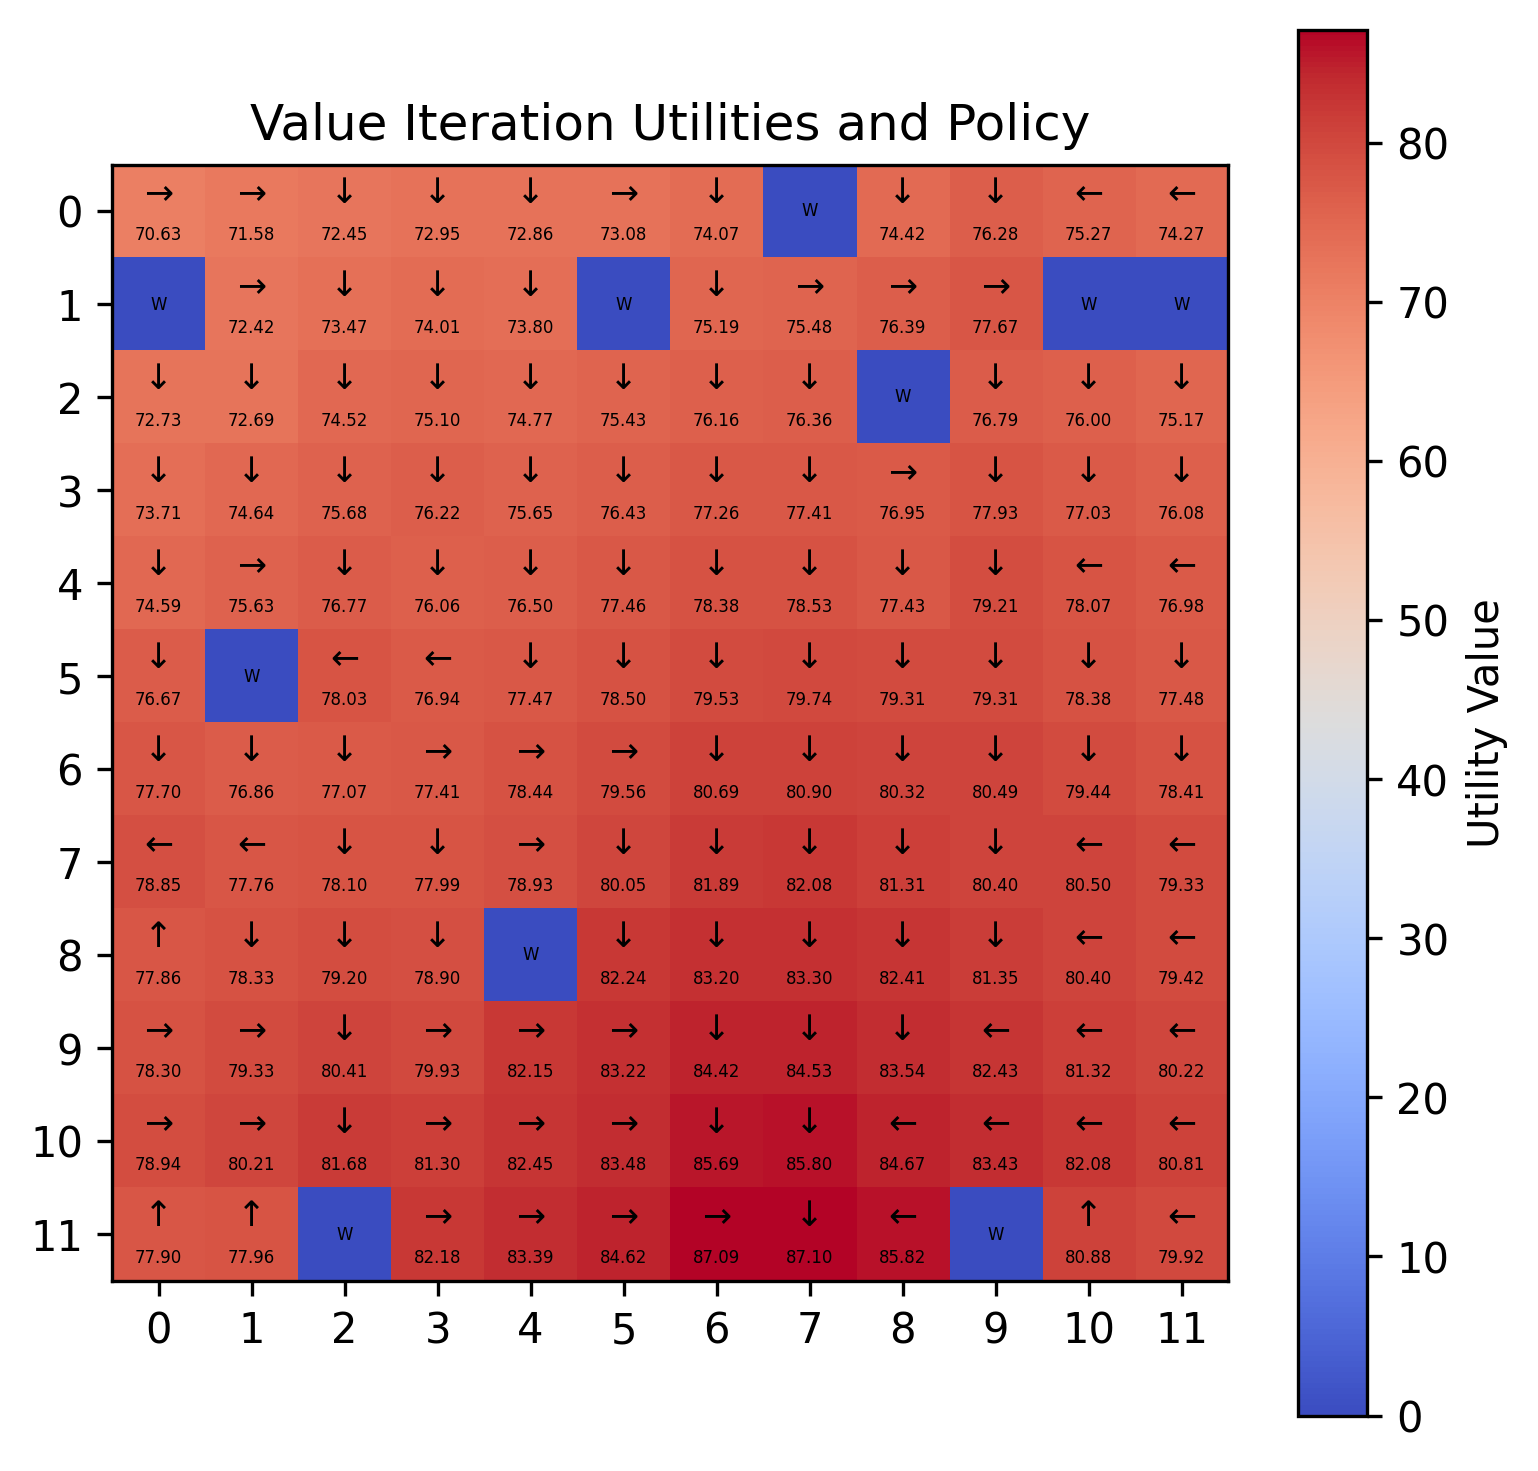 Value Iteration Utilities and Policy
0 → → ↓ ↓ ↓ → ↓ W ↓ ↓ ← ←
70.63 71.58 72.45 72.95 72.86 73.08 74.07 74.42 76.28 75.27 74.27
1 W → ↓ ↓ ↓ W ↓ → → → W W
72.42 73.47 74.01 73.80 75.19 75.48 76.39 77.67
2 ↓ ↓ ↓ ↓ ↓ ↓ ↓ ↓ W ↓ ↓ ↓
72.73 72.69 74.52 75.10 74.77 75.43 76.16 76.36 76.79 76.00 75.17
3 ↓ ↓ ↓ ↓ ↓ ↓ ↓ ↓ → ↓ ↓ ↓
73.71 74.64 75.68 76.22 75.65 76.43 77.26 77.41 76.95 77.93 77.03 76.08
4 ↓ → ↓ ↓ ↓ ↓ ↓ ↓ ↓ ↓ ← ←
74.59 75.63 76.77 76.06 76.50 77.46 78.38 78.53 77.43 79.21 78.07 76.98
5 ↓ W ← ← ↓ ↓ ↓ ↓ ↓ ↓ ↓ ↓
76.67 78.03 76.94 77.47 78.50 79.53 79.74 79.31 79.31 78.38 77.48
6 ↓ ↓ ↓ → → → ↓ ↓ ↓ ↓ ↓ ↓
77.70 76.86 77.07 77.41 78.44 79.56 80.69 80.90 80.32 80.49 79.44 78.41
7 ← ← ↓ ↓ → ↓ ↓ ↓ ↓ ↓ ← ←
78.85 77.76 78.10 77.99 78.93 80.05 81.89 82.08 81.31 80.40 80.50 79.33
8 ↑ ↓ ↓ ↓ W ↓ ↓ ↓ ↓ ↓ ← ←
77.86 78.33 79.20 78.90 82.24 83.20 83.30 82.41 81.35 80.40 79.42
9 → → ↓ → → → ↓ ↓ ↓ ← ← ←
78.30 79.33 80.41 79.93 82.15 83.22 84.42 84.53 83.54 82.43 81.32 80.22
10 → → ↓ → → → ↓ ↓ ← ← ← ←
78.94 80.21 81.68 81.30 82.45 83.48 85.69 85.80 84.67 83.43 82.08 80.81
11 ↑ ↑ W → → → → ↓ ← W ↑ ←
77.90 77.96 82.18 83.39 84.62 87.09 87.10 85.82 80.88 79.92
0 1 2 3 4 5 6 7 8 9 10 11
80
70
60
50
40
30
20
10
0
Utility Value